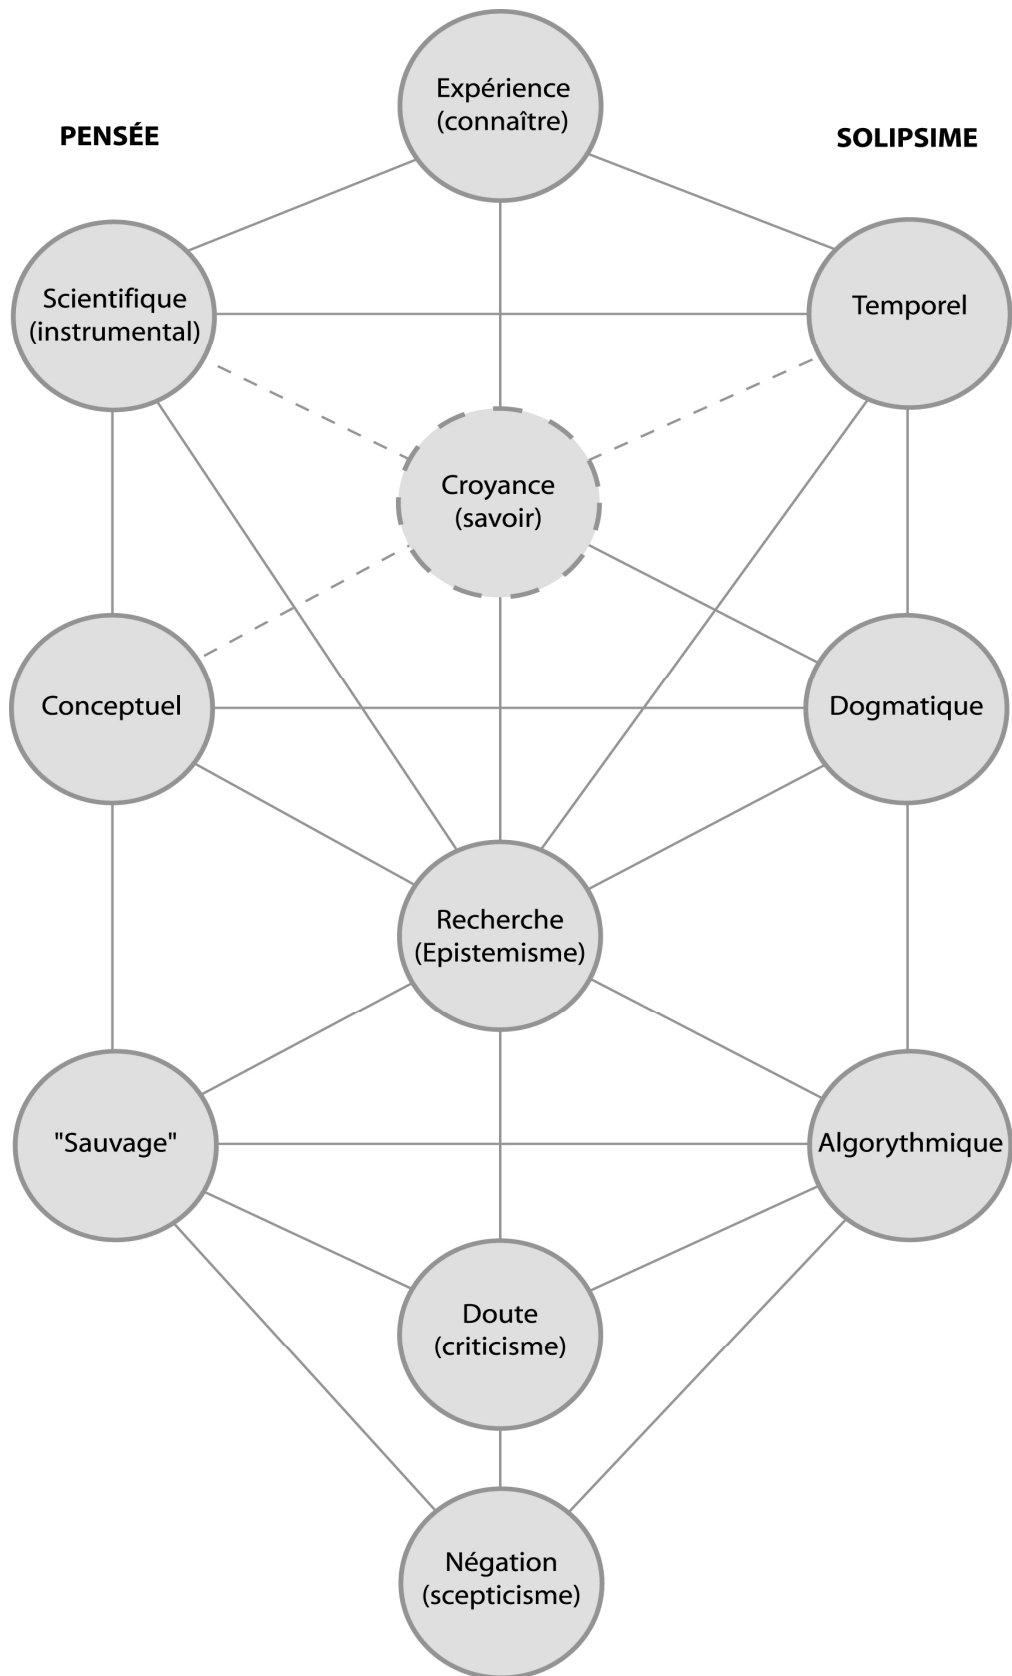 Expérience
(connaître)
PENSÉE
SOLIPSIME
Scientifique
(instrumental)
Temporel
Croyance
(savoir)
Conceptuel
Dogmatique
Recherche
(Epistemisme)
"Sauvage"
Algorythmique
Doute
(criticisme)
Négation
(scepticisme)